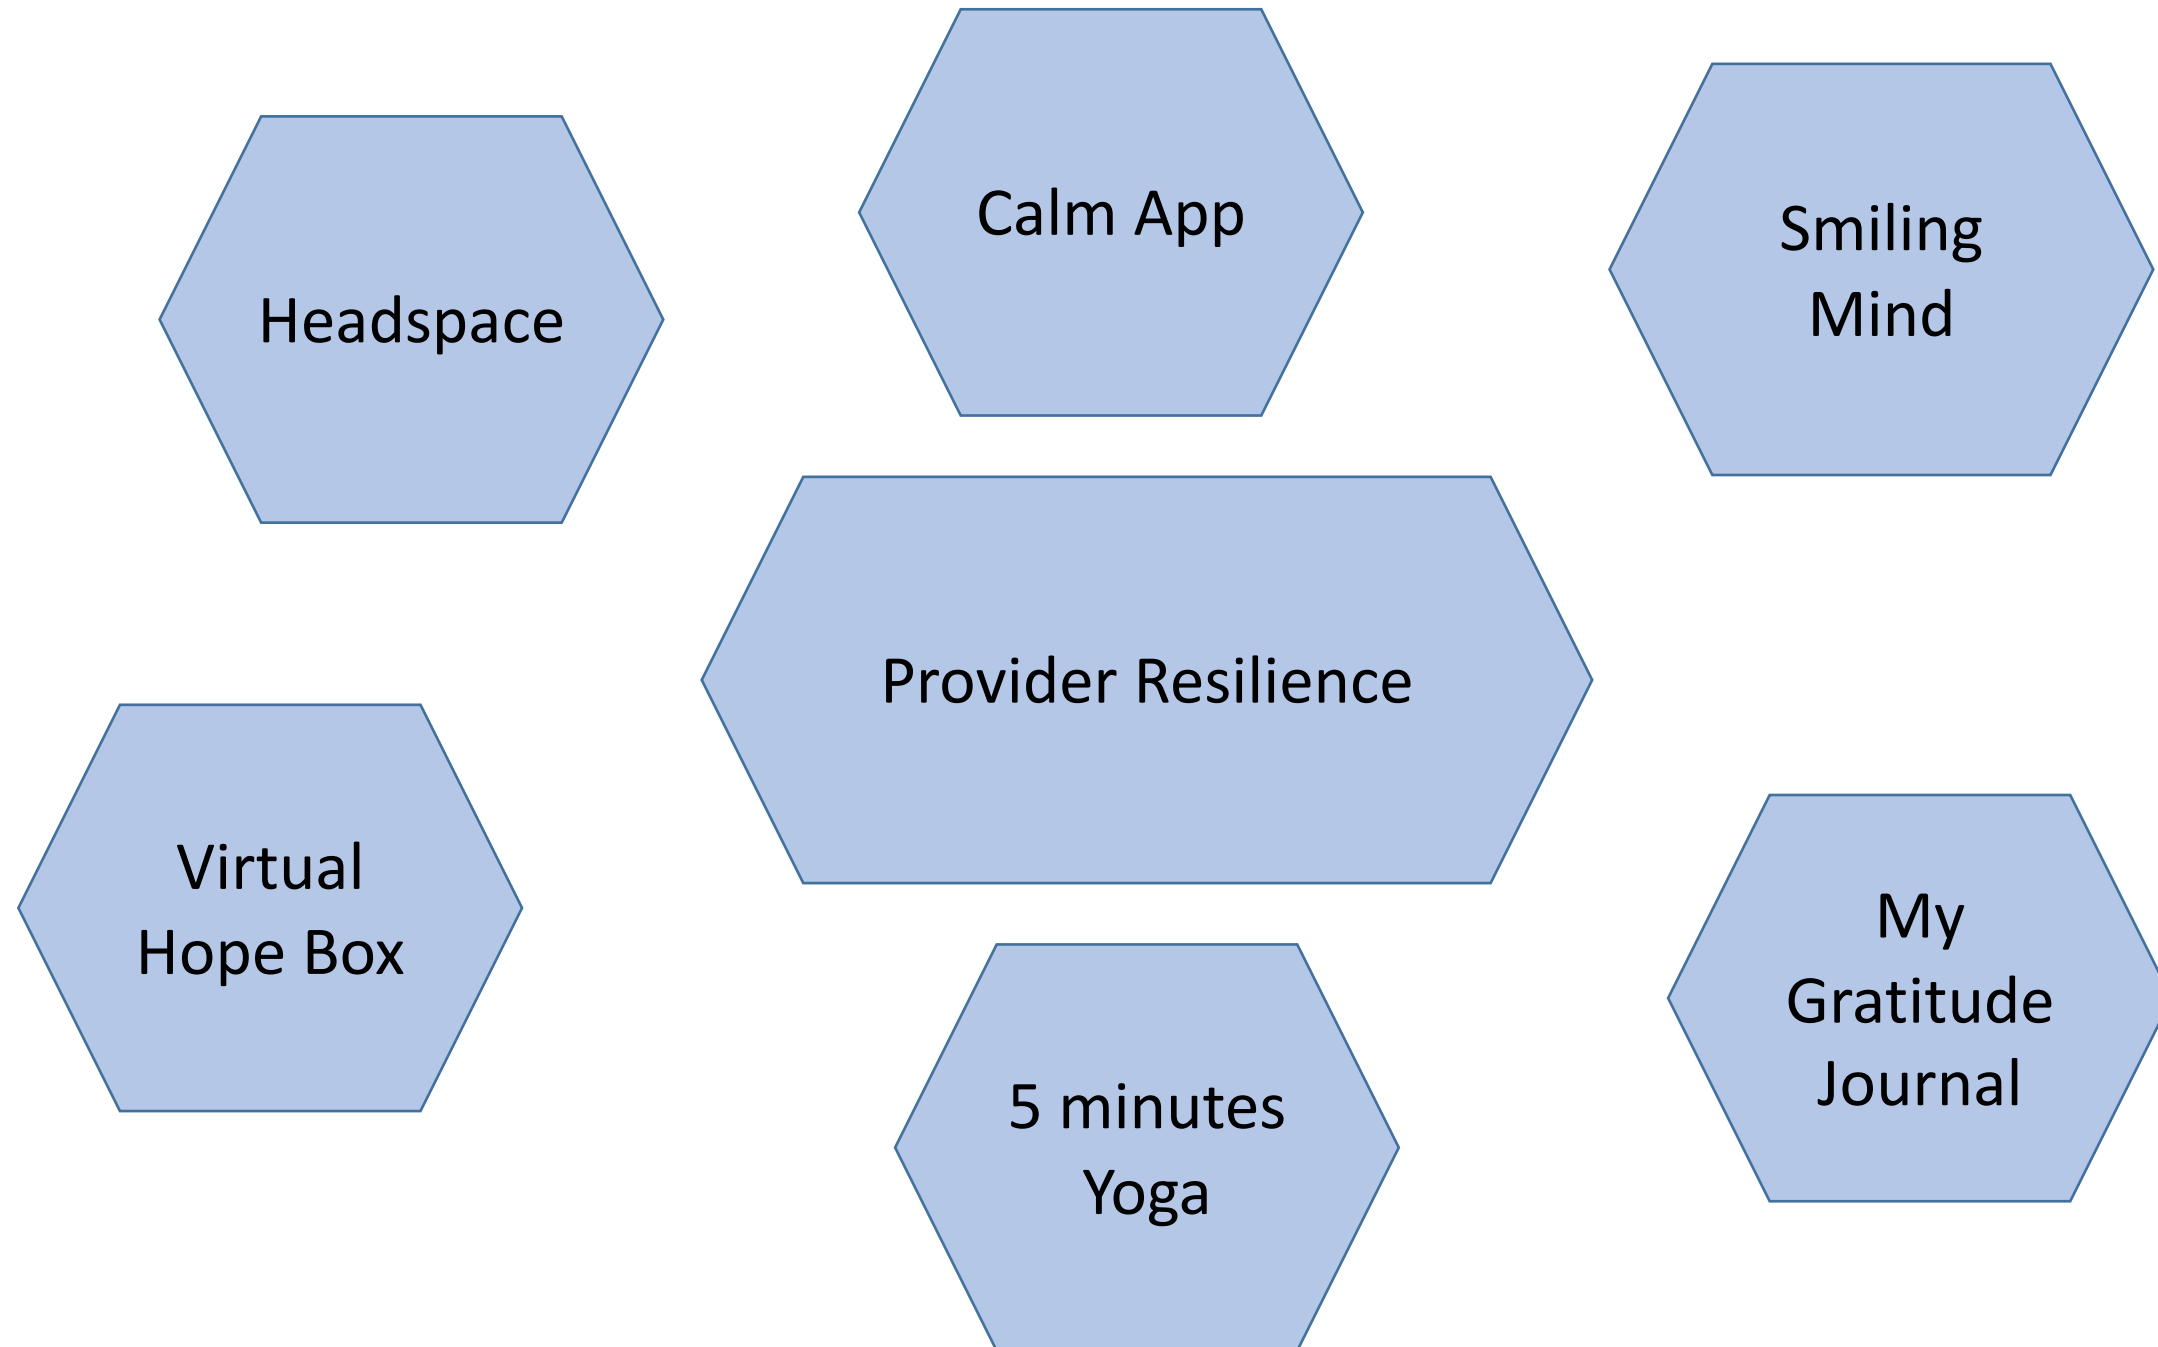 Headspace
Calm App
Smiling
Mind
Provider Resilience
Virtual
Hope Box
5 minutes
Yoga
My
Gratitude
Journal